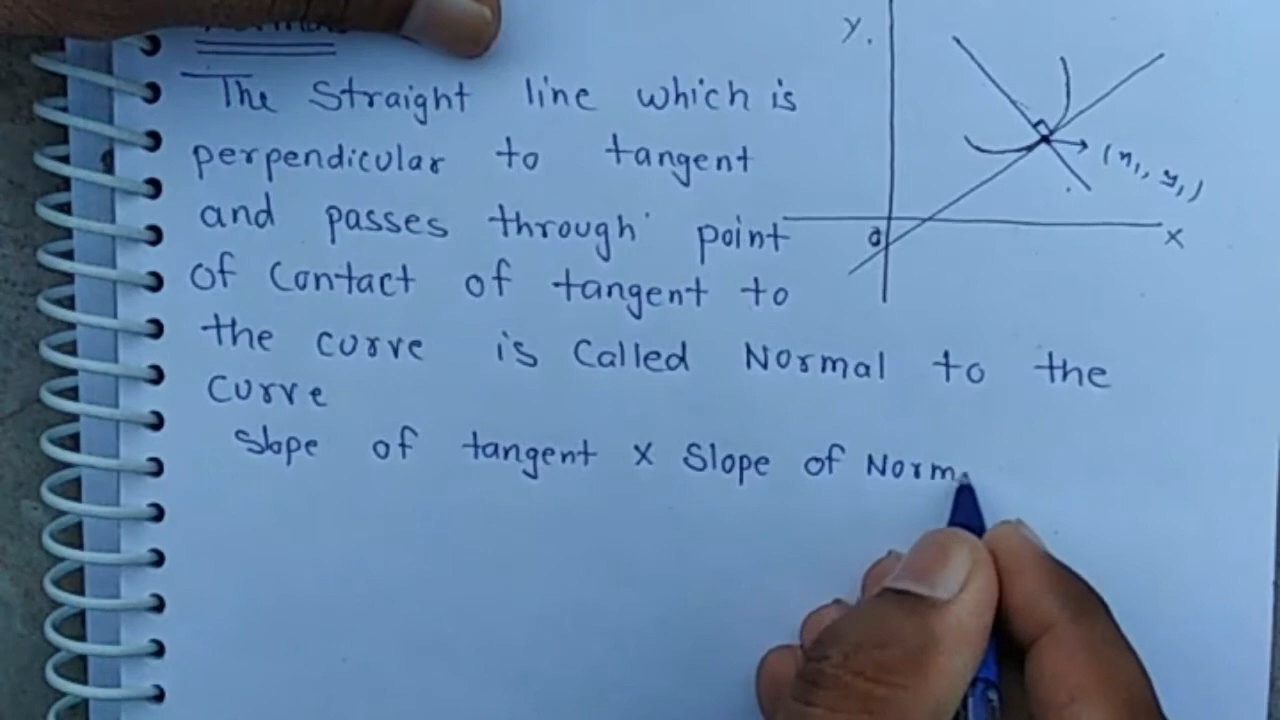 The Straight line which is
perpendicular to tangent
and passes through point
of Contact of tangent to
the curve is Called Normal to the
Curve
Slope of tangent x Slope of Norm
y.
(x₁, y₁)
0
X